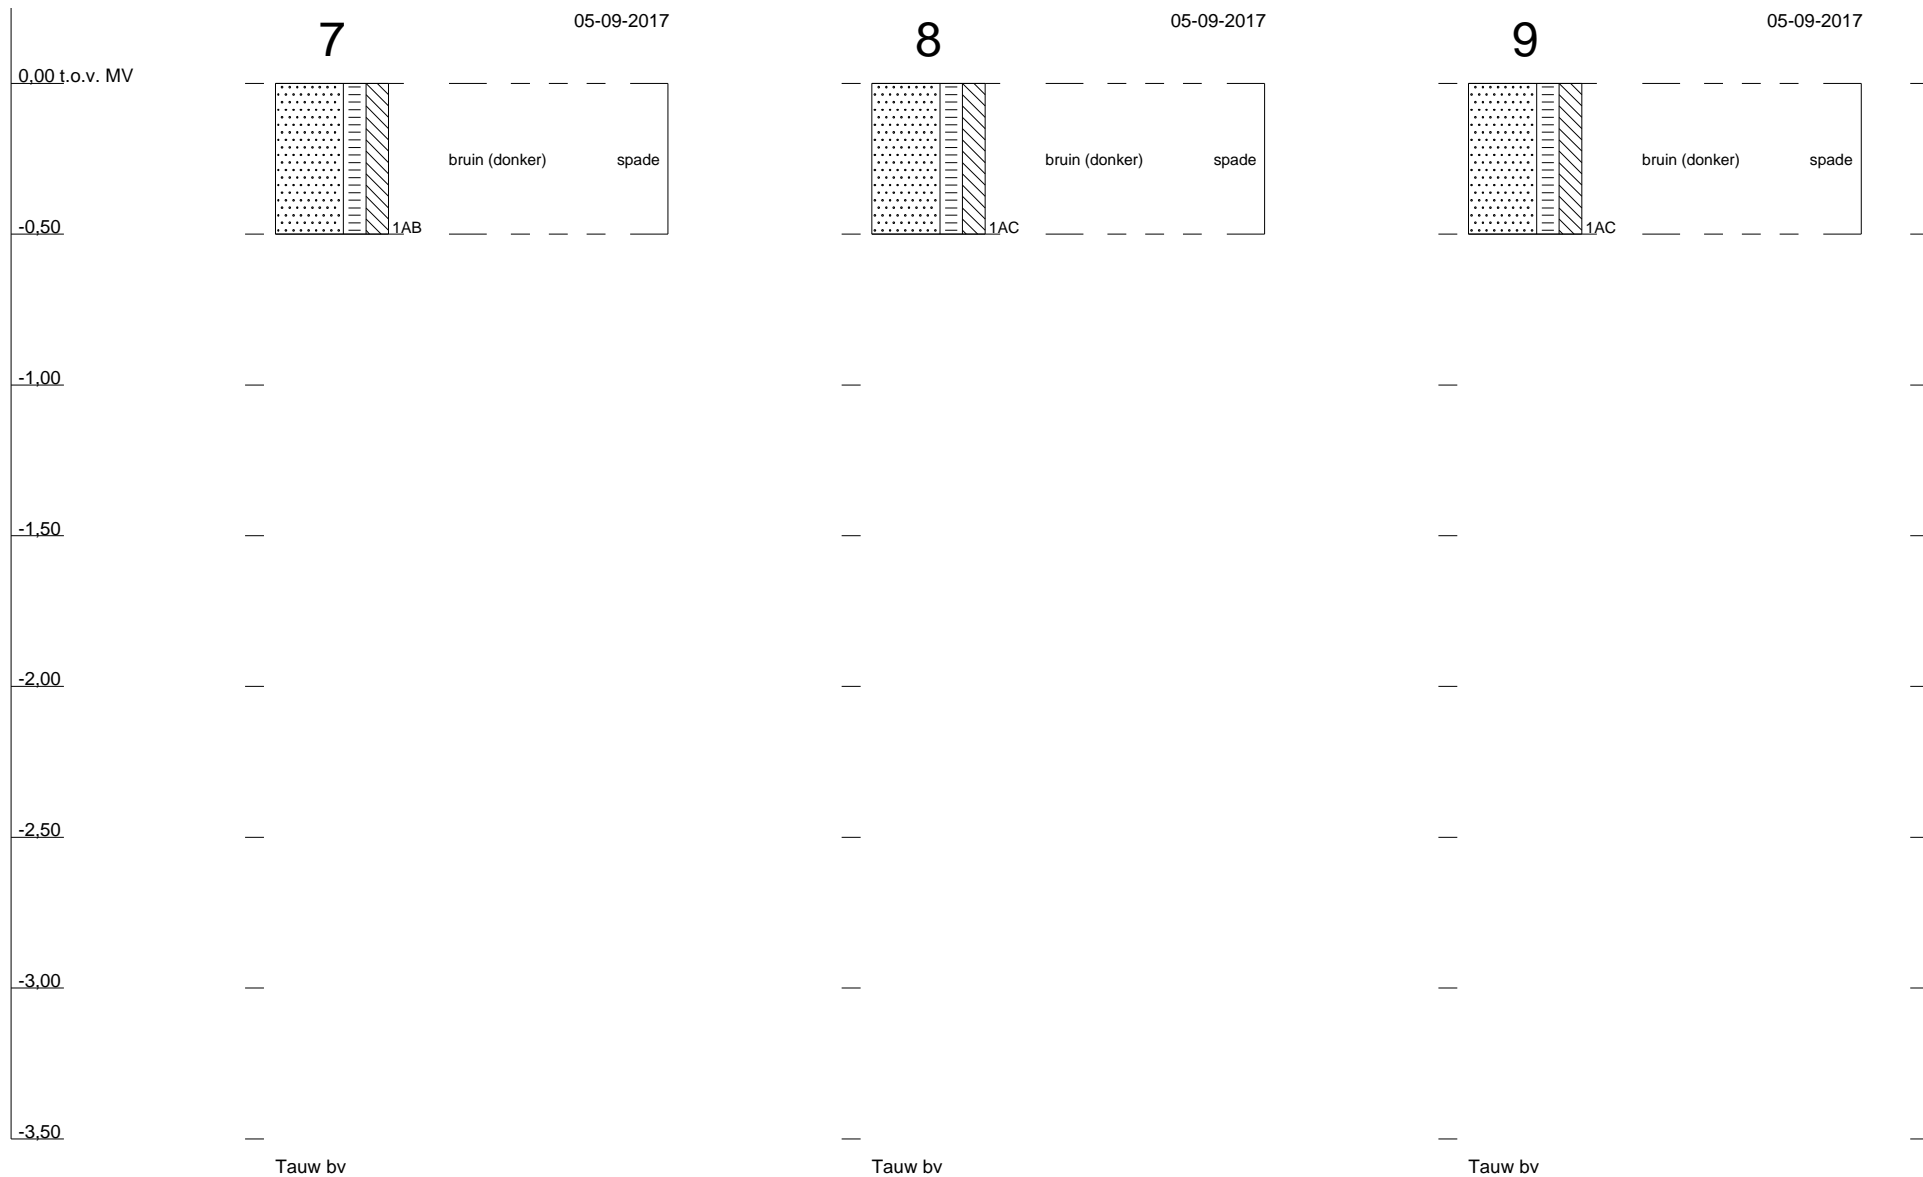 7 05-09-2017 8 05-09-2017 9 05-09-2017
0,00 t.o.v. MV
bruin (donker) spade bruin (donker) spade bruin (donker) spade
-0,50 1AB 1AC 1AC
-1,00
-1,50
-2,00
-2,50
-3,00
-3,50
Tauw bv Tauw bv Tauw bv